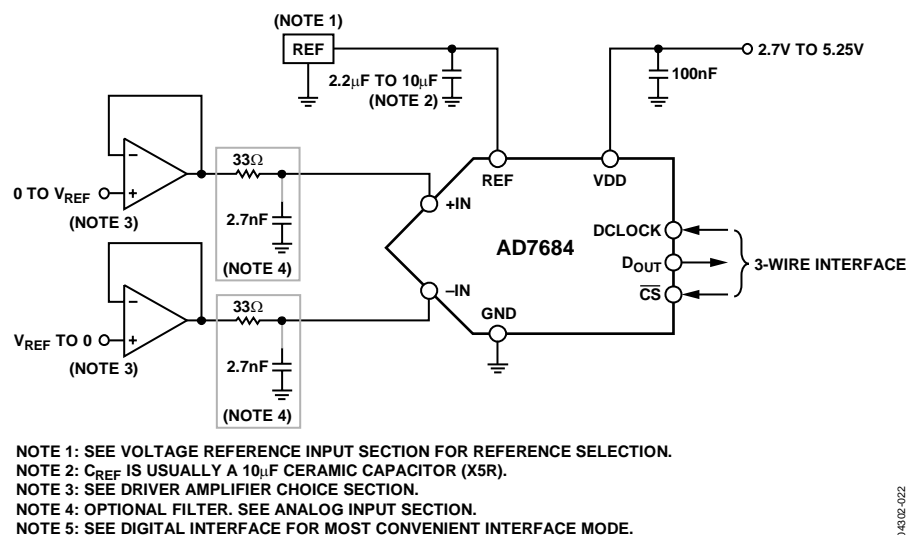 (NOTE 1)
REF
2.2μF TO 10μF
(NOTE 2)
100nF
2.7V TO 5.25V
33Ω
2.7nF
(NOTE 4)
–
+
0 TO VREF
(NOTE 3)
33Ω
2.7nF
(NOTE 4)
–
+
VREF TO 0
(NOTE 3)
REF
VDD
+IN
–IN
AD7684
GND
DCLOCK
DOUT
CS
3-WIRE INTERFACE
NOTE 1: SEE VOLTAGE REFERENCE INPUT SECTION FOR REFERENCE SELECTION.
NOTE 2: CREF IS USUALLY A 10μF CERAMIC CAPACITOR (X5R).
NOTE 3: SEE DRIVER AMPLIFIER CHOICE SECTION.
NOTE 4: OPTIONAL FILTER. SEE ANALOG INPUT SECTION.
NOTE 5: SEE DIGITAL INTERFACE FOR MOST CONVENIENT INTERFACE MODE.
04302-022